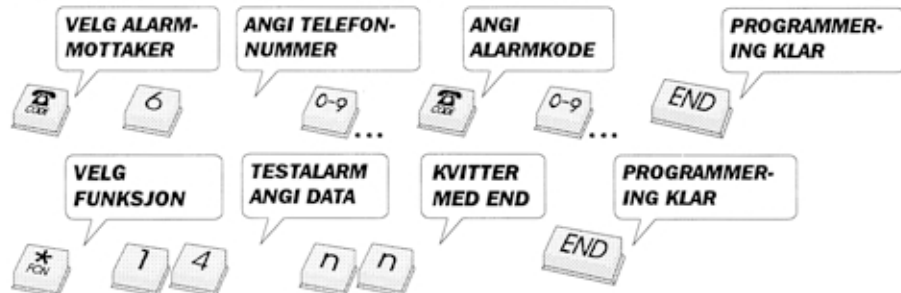 VELG ALARM-
MOTTAKER
ANGI TELEFON-
NUMMER
ANGI
ALARMKODE
PROGRAMMER-
ING KLAR
CODE 6 0-9... CODE 0-9... END
VELG
FUNKSJON
TESTALARM
ANGI DATA
KVITTER
MED END
PROGRAMMER-
ING KLAR
* FCN 1 4 n n END